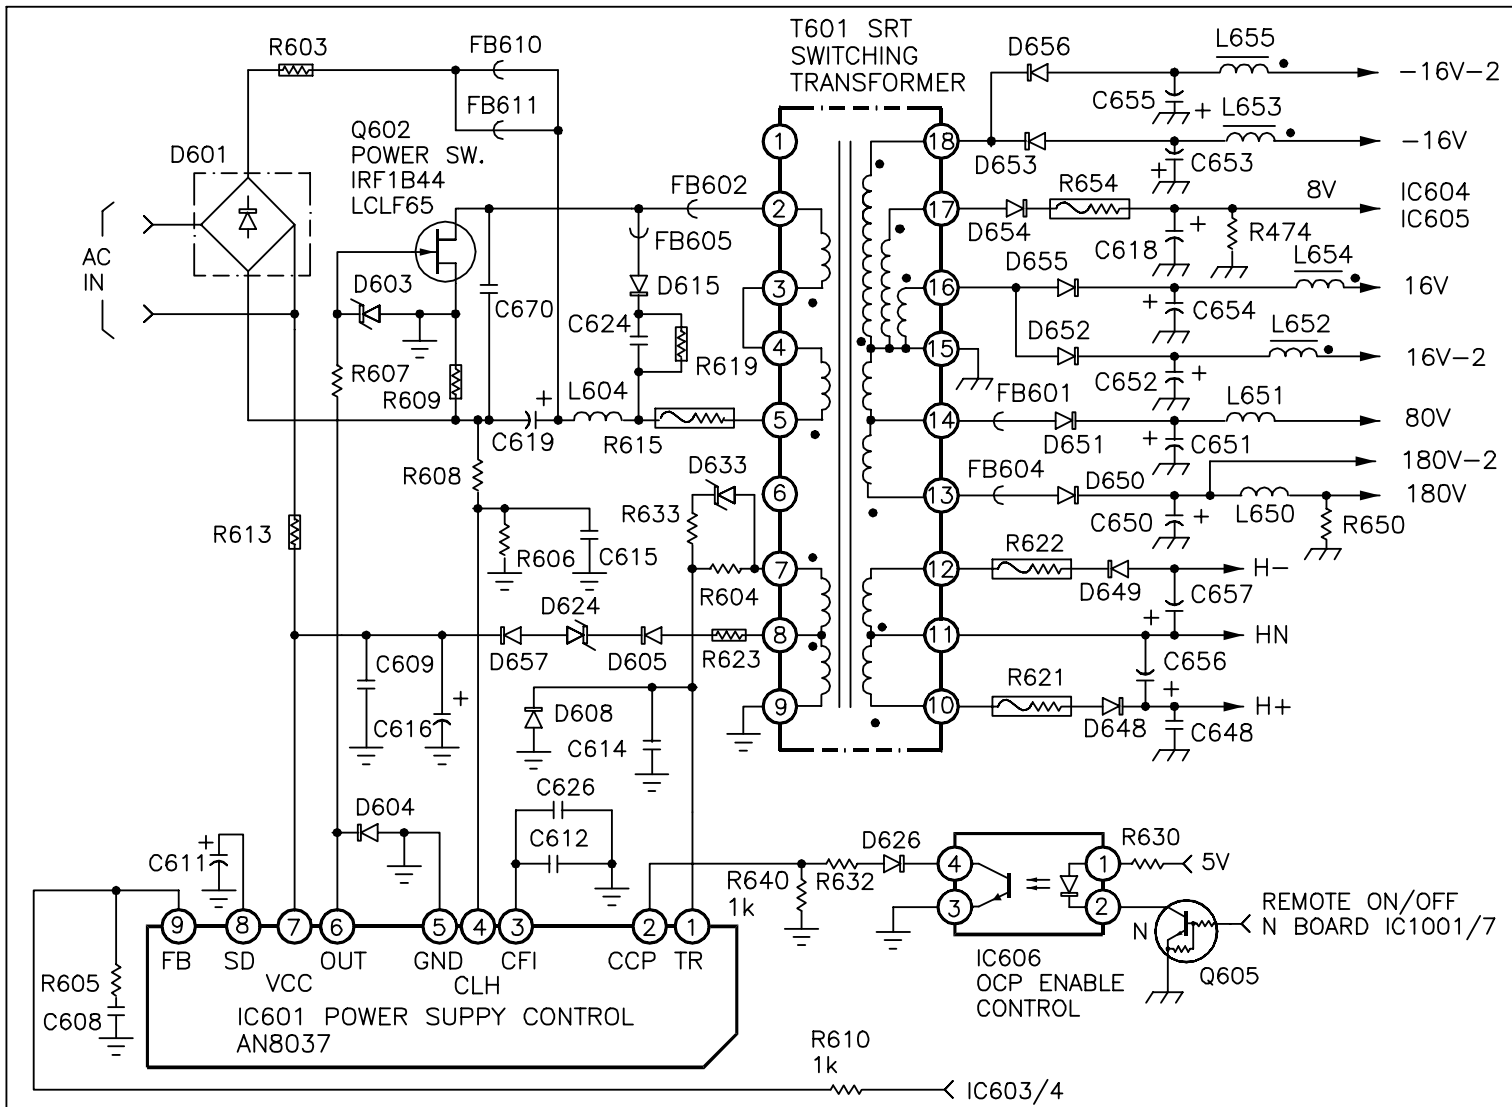 T601 SRT
SWITCHING
TRANSFORMER
R603
FB610
FB611
D656
L655
-16V-2
C655
+
L653
Q602
POWER SW.
IRF1B44
LCLF65
D601
1
18
D653
+
C653
-16V
FB602
R654
8V
IC604
IC605
2
17
D654
+
C618
R474
FB605
AC
IN
D655
L654
D603
D615
3
16
+
C654
16V
C670
C624
D652
L652
4
15
R619
16V-2
R607
R609
L604
C652
+
FB601
L651
+
C619
R615
5
14
D651
+
C651
80V
R608
D633
FB604
D650
180V-2
6
13
180V
R633
C650
+
L650
R650
R613
R606
C615
R622
7
12
H-
R604
D649
C657
D624
+
8
11
HN
D657
D605
R623
C609
C656
R621
+
D608
9
10
+
H+
C616
C614
D648
C648
C626
D604
C612
D626
R630
+
C611
4
1
5V
R640
1k
R632
3
2
REMOTE ON/OFF
N BOARD IC1001/7
N
9
8
7
6
5
4
3
2
1
FB
SD
VCC
OUT
GND
CLH
CFI
CCP
TR
IC606
OCP ENABLE
CONTROL
Q605
R605
C608
IC601 POWER SUPPY CONTROL
AN8037
R610
1k
IC603/4